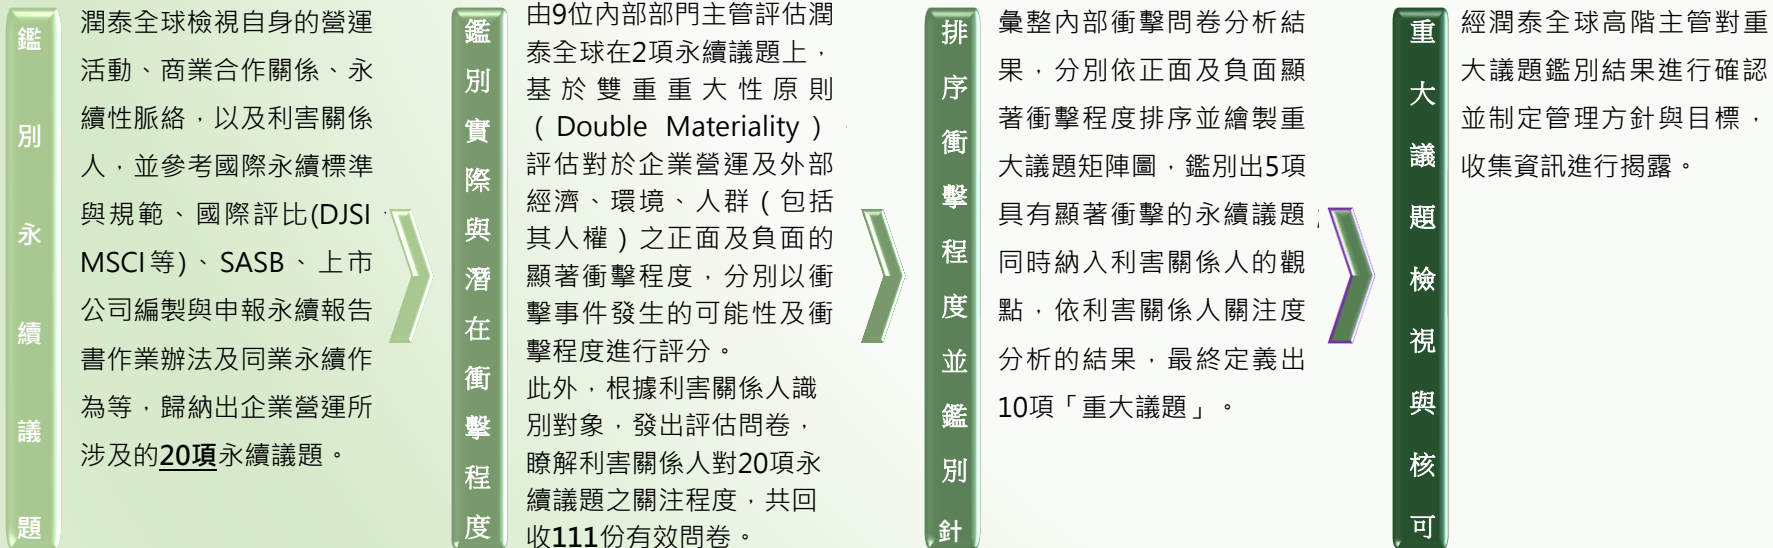 鑑別永續議題
潤泰全球檢視自身的營運
活動、商業合作關係、永
續性脈絡，以及利害關係
人，並參考國際永續標準
與規範、國際評比(DJSI、
MSCI等)、SASB、上市
公司編製與申報永續報告
書作業辦法及同業永續作
為等，歸納出企業營運所
涉及的20項永續議題。
鑑別實際與潛在衝擊程度
由9位內部部門主管評估潤
泰全球在2項永續議題上，
基於雙重重大性原則
（Double Materiality）
評估對於企業營運及外部
經濟、環境、人群（包括
其人權）之正面及負面的
顯著衝擊程度，分別以衝
擊事件發生的可能性及衝
擊程度進行評分。
此外，根據利害關係人識
別對象，發出評估問卷，
瞭解利害關係人對20項永
續議題之關注程度，共回
收111份有效問卷。
排序衝擊程度並鑑別針
彙整內部衝擊問卷分析結
果，分別依正面及負面顯
著衝擊程度排序並繪製重
大議題矩陣圖，鑑別出5項
具有顯著衝擊的永續議題；
同時納入利害關係人的觀
點，依利害關係人關注度
分析的結果，最終定義出
10項「重大議題」。
重大議題檢視與核可
經潤泰全球高階主管對重
大議題鑑別結果進行確認
並制定管理方針與目標，
收集資訊進行揭露。